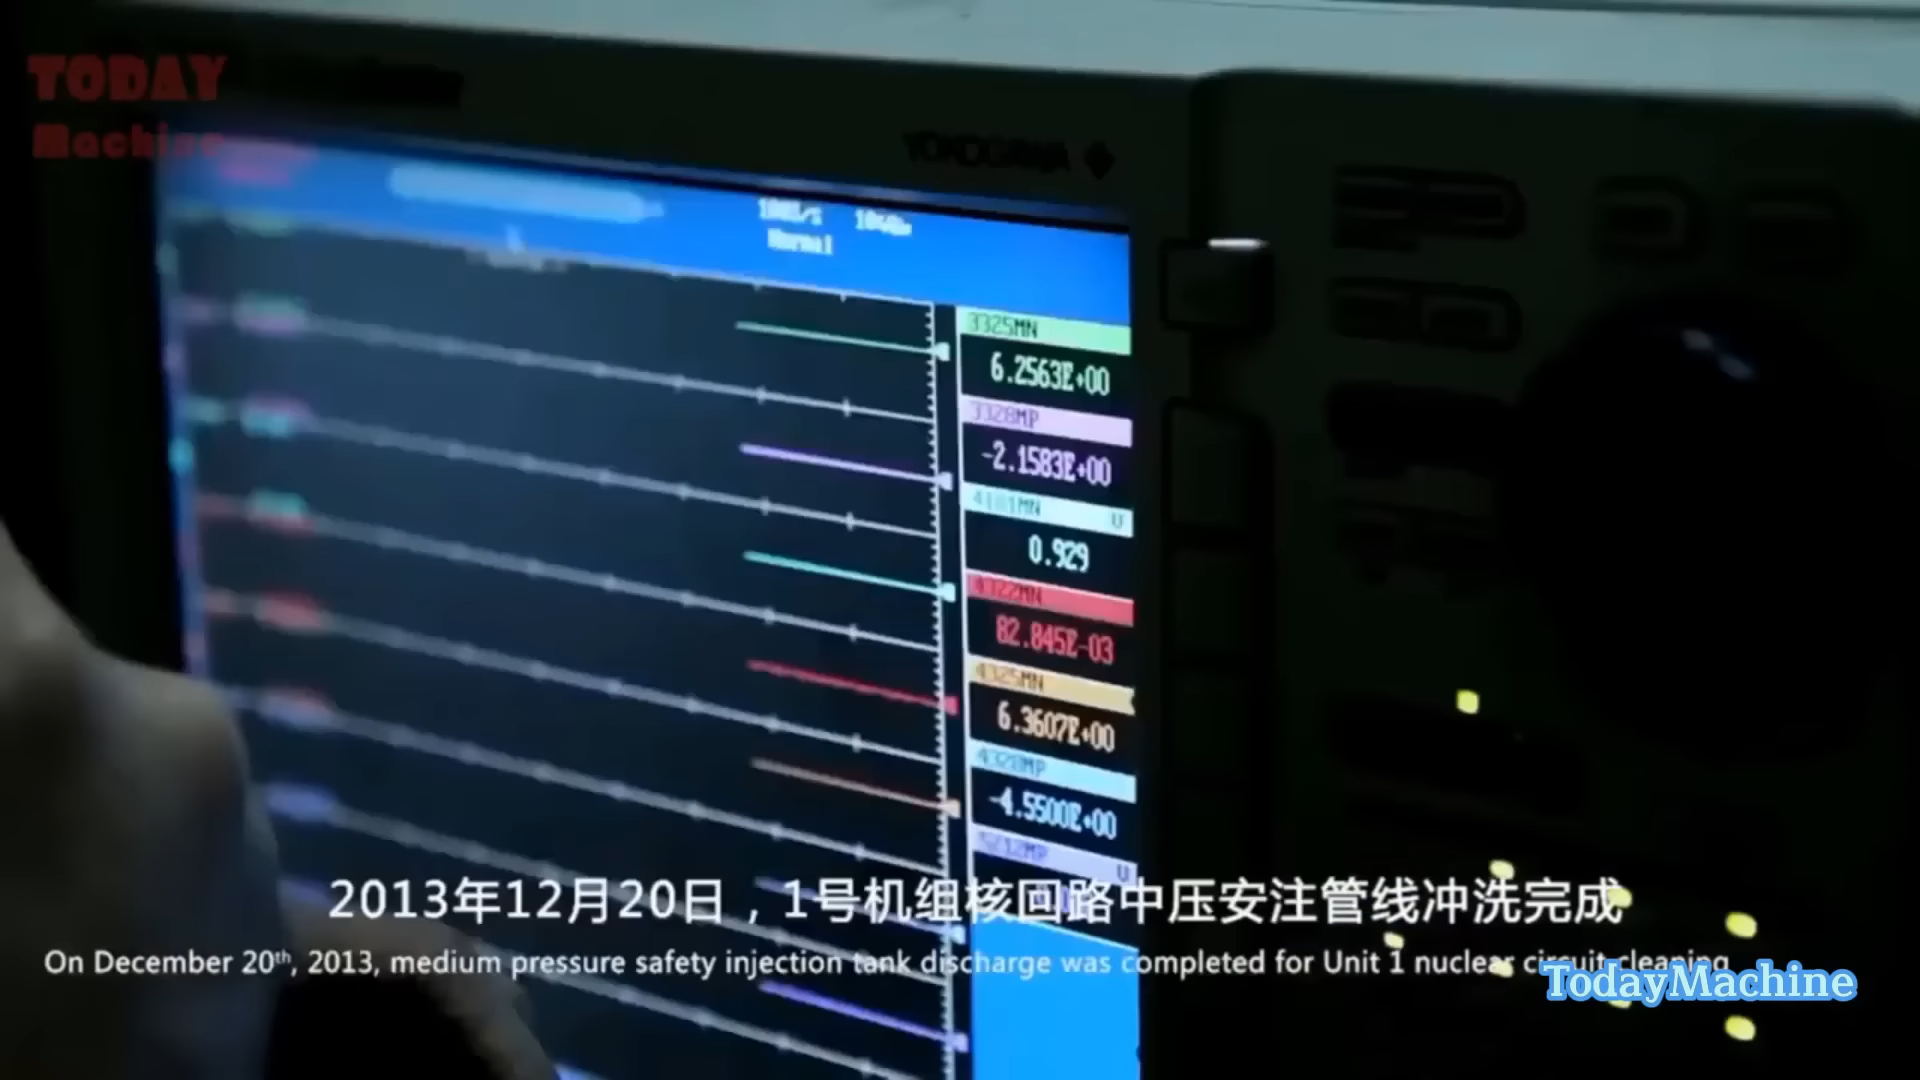 TODAY
Machine
YOKOGAWA
Normal
3325MN
6.2563E+00
3328MP
-2.1583E+00
4101MN U
0.929
4322MN
82.845E-03
4325MN
6.3607E+00
4328MP
-4.5500E+00
U
2013年12月20日，1号机组核回路中压安注管线冲洗完成
On December 20th, 2013, medium pressure safety injection tank discharge was completed for Unit 1 nuclear circuit cleaning
TodayMachine